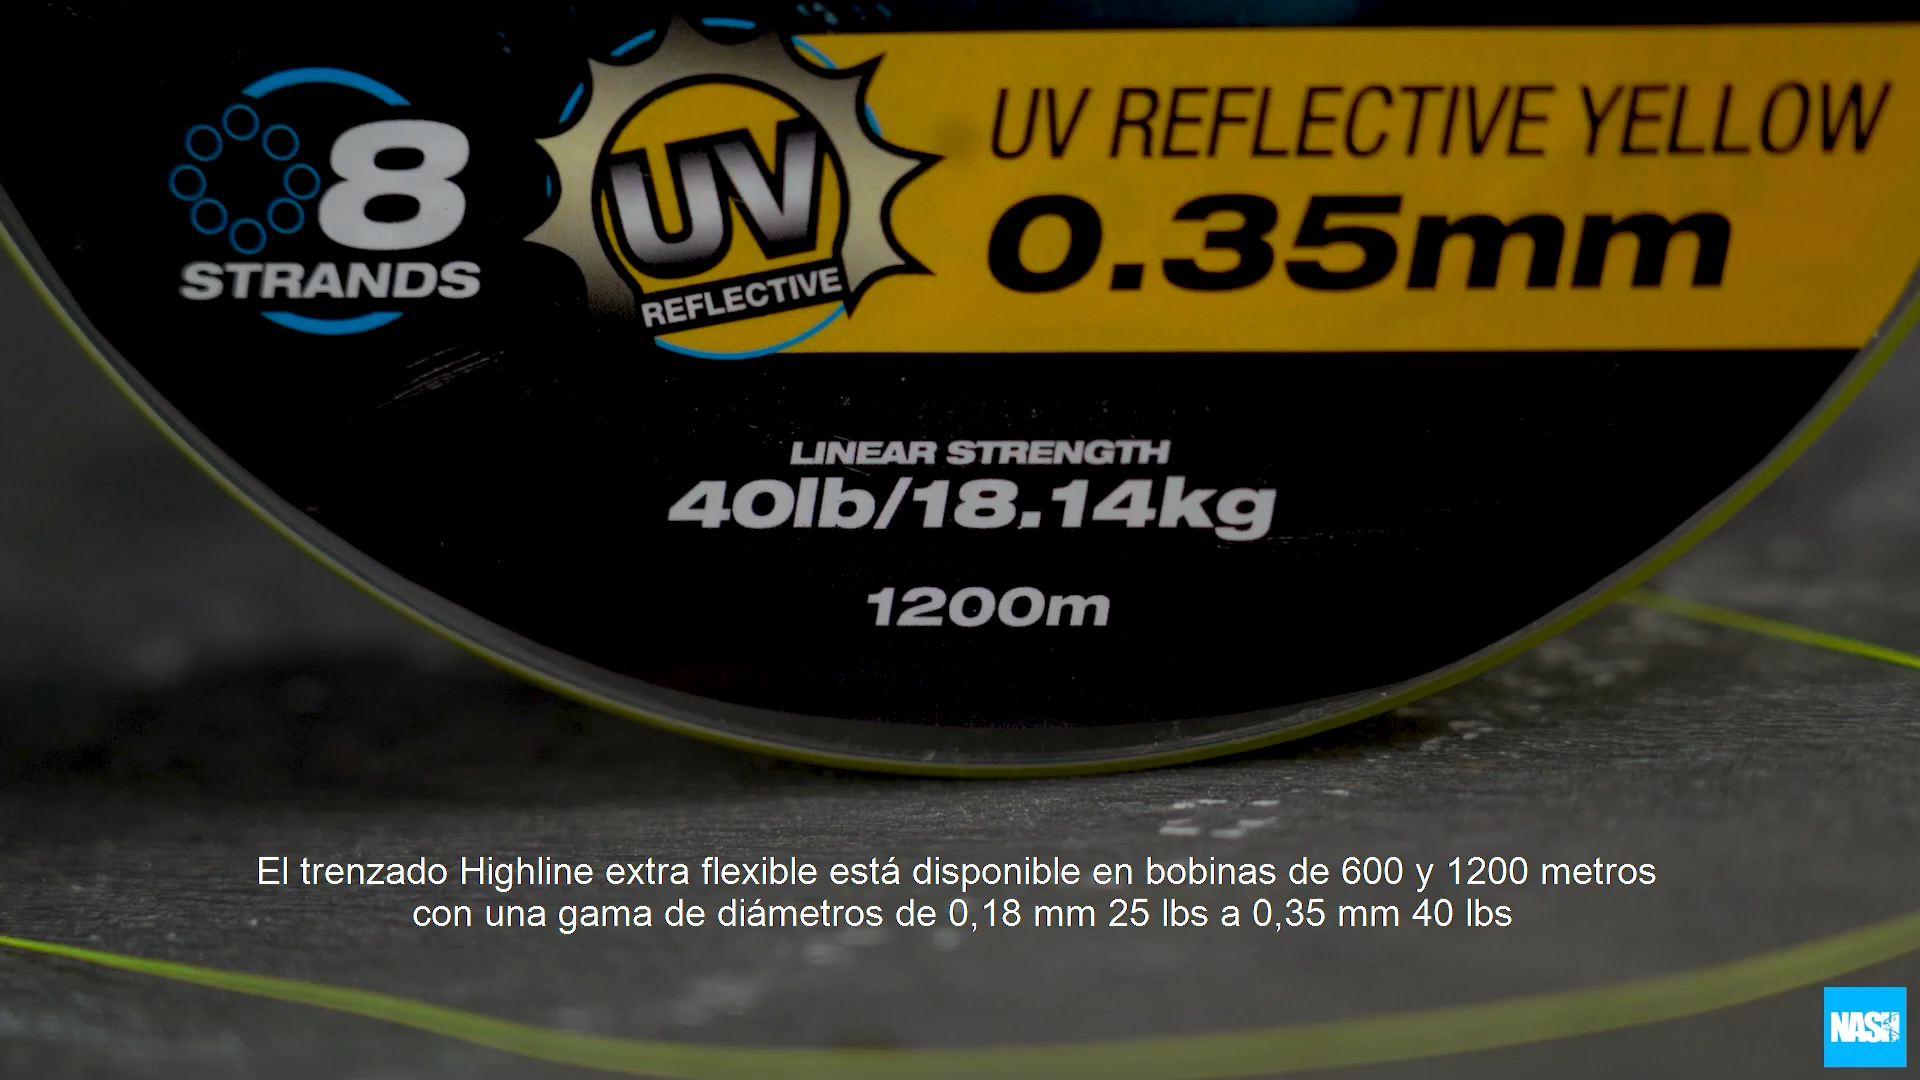 8
STRANDS
UV
REFLECTIVE
UV REFLECTIVE YELLOW
0.35mm
LINEAR STRENGTH
40lb/18.14kg
1200m
El trenzado Highline extra flexible está disponible en bobinas de 600 y 1200 metros
con una gama de diámetros de 0,18 mm 25 lbs a 0,35 mm 40 lbs
NASH